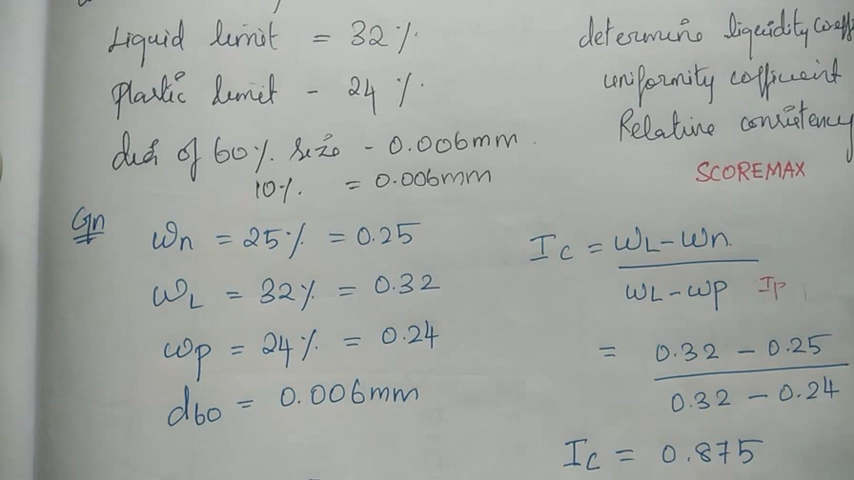 Liquid limit = 32%
Plastic limit - 24%
dia of 60% size - 0.006mm
10% = 0.006mm
determine liquidity coeff
uniformity cofficient
Relative consistency
SCOREMAX
Gn
Wn = 25% = 0.25
WL = 32% = 0.32
Wp = 24% = 0.24
d60 = 0.006mm
Ic = WL-Wn
WL-Wp Ip
= 0.32 - 0.25
0.32 - 0.24
Ic = 0.875